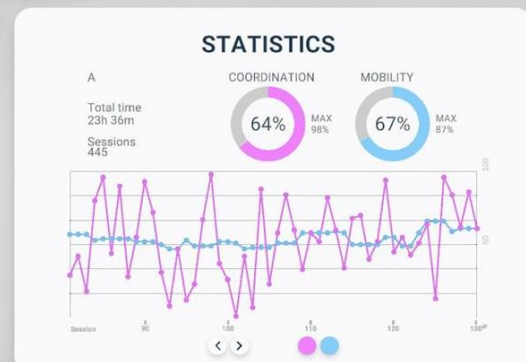 STATISTICS
A
COORDINATION
MOBILITY
Total time
23h 36m
Sessions
445
64%
MAX
98%
67%
MAX
87%
100
50
Session
90
100
110
120
130